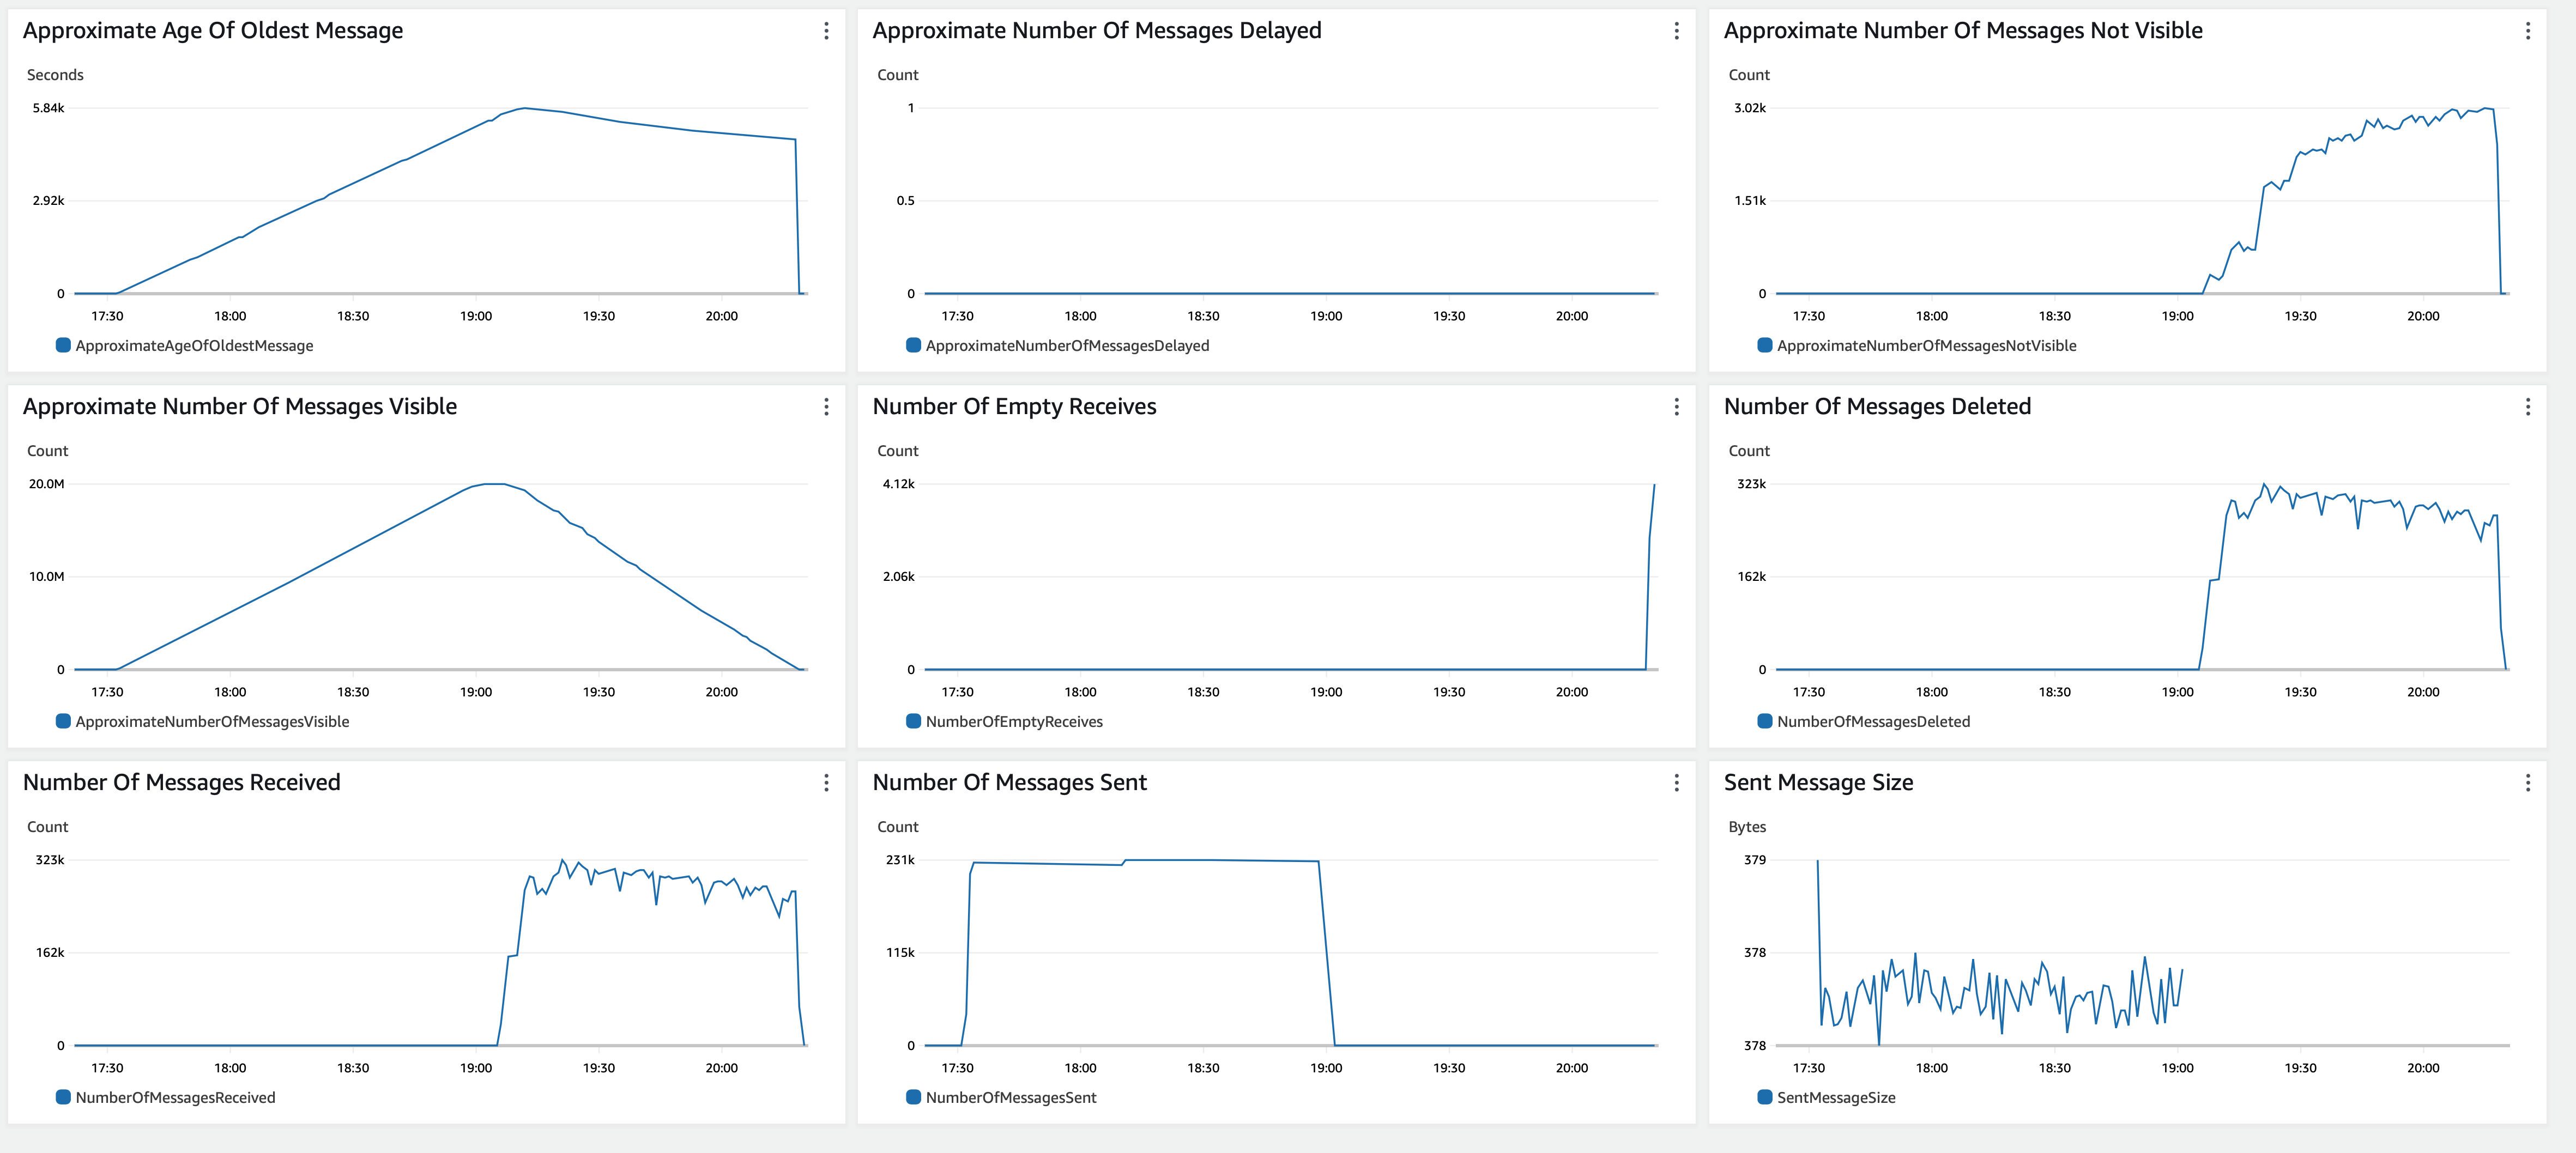 Approximate Age Of Oldest Message
Seconds
5.84k
2.92k
0
17:30 18:00 18:30 19:00 19:30 20:00
ApproximateAgeOfOldestMessage
Approximate Number Of Messages Delayed
Count
1
0.5
0
17:30 18:00 18:30 19:00 19:30 20:00
ApproximateNumberOfMessagesDelayed
Approximate Number Of Messages Not Visible
Count
3.02k
1.51k
0
17:30 18:00 18:30 19:00 19:30 20:00
ApproximateNumberOfMessagesNotVisible
Approximate Number Of Messages Visible
Count
20.0M
10.0M
0
17:30 18:00 18:30 19:00 19:30 20:00
ApproximateNumberOfMessagesVisible
Number Of Empty Receives
Count
4.12k
2.06k
0
17:30 18:00 18:30 19:00 19:30 20:00
NumberOfEmptyReceives
Number Of Messages Deleted
Count
323k
162k
0
17:30 18:00 18:30 19:00 19:30 20:00
NumberOfMessagesDeleted
Number Of Messages Received
Count
323k
162k
0
17:30 18:00 18:30 19:00 19:30 20:00
NumberOfMessagesReceived
Number Of Messages Sent
Count
231k
115k
0
17:30 18:00 18:30 19:00 19:30 20:00
NumberOfMessagesSent
Sent Message Size
Bytes
379
378
378
17:30 18:00 18:30 19:00 19:30 20:00
SentMessageSize